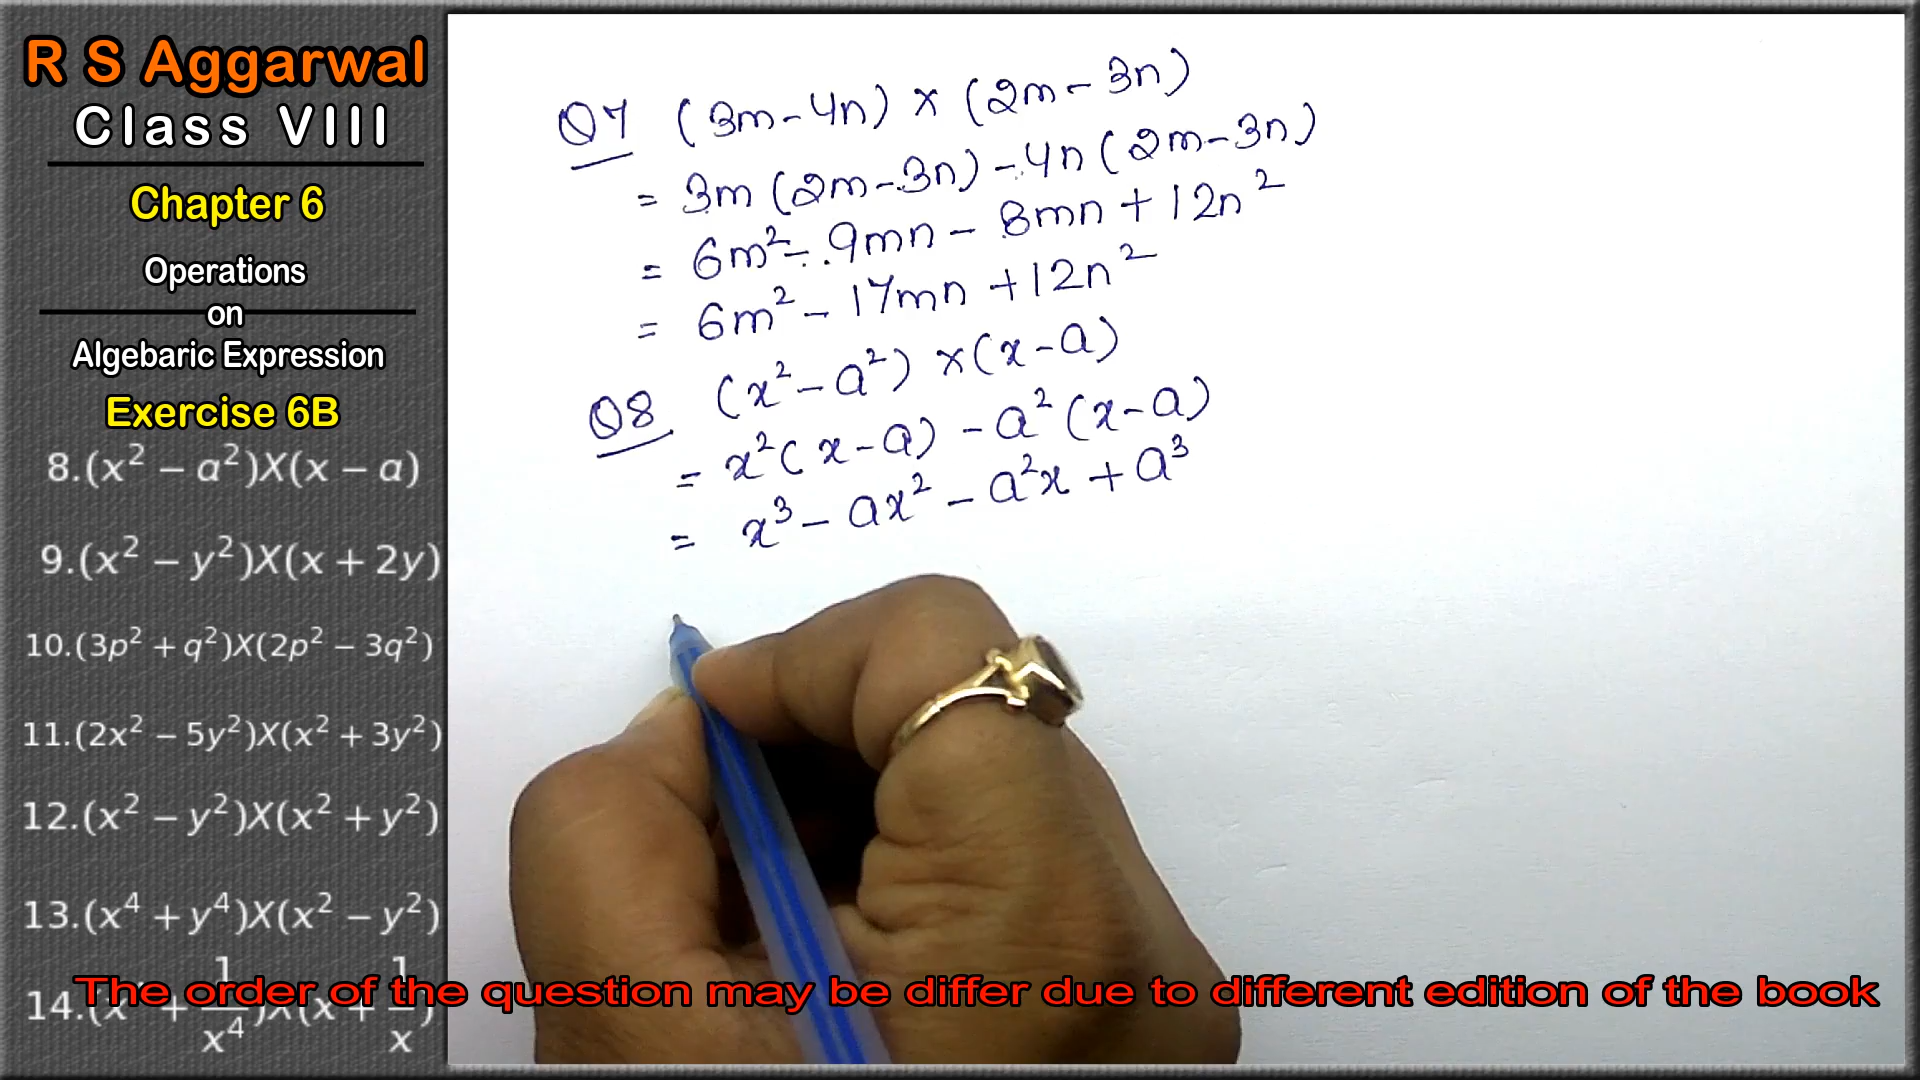 R S Aggarwal
Class VIII
Chapter 6
Operations
on
Algebaric Expression
Exercise 6B
8.(x² − a²)X(x − a)
9.(x² − y²)X(x + 2y)
10.(3p² + q²)X(2p² − 3q²)
11.(2x² − 5y²)X(x² + 3y²)
12.(x² − y²)X(x² + y²)
13.(x⁴ + y⁴)X(x² − y²)
14.(x + 1/x⁴)X(x + 1/x)
Q7 (3m-4n) × (2m-3n)
= 3m (2m-3n) -4n (2m-3n)
= 6m² - 9mn - 8mn + 12n²
= 6m² - 17mn + 12n²
Q8 (x² - a²) × (x - a)
= x² (x - a) - a² (x - a)
= x³ - ax² - a²x + a³
The order of the question may be differ due to different edition of the book